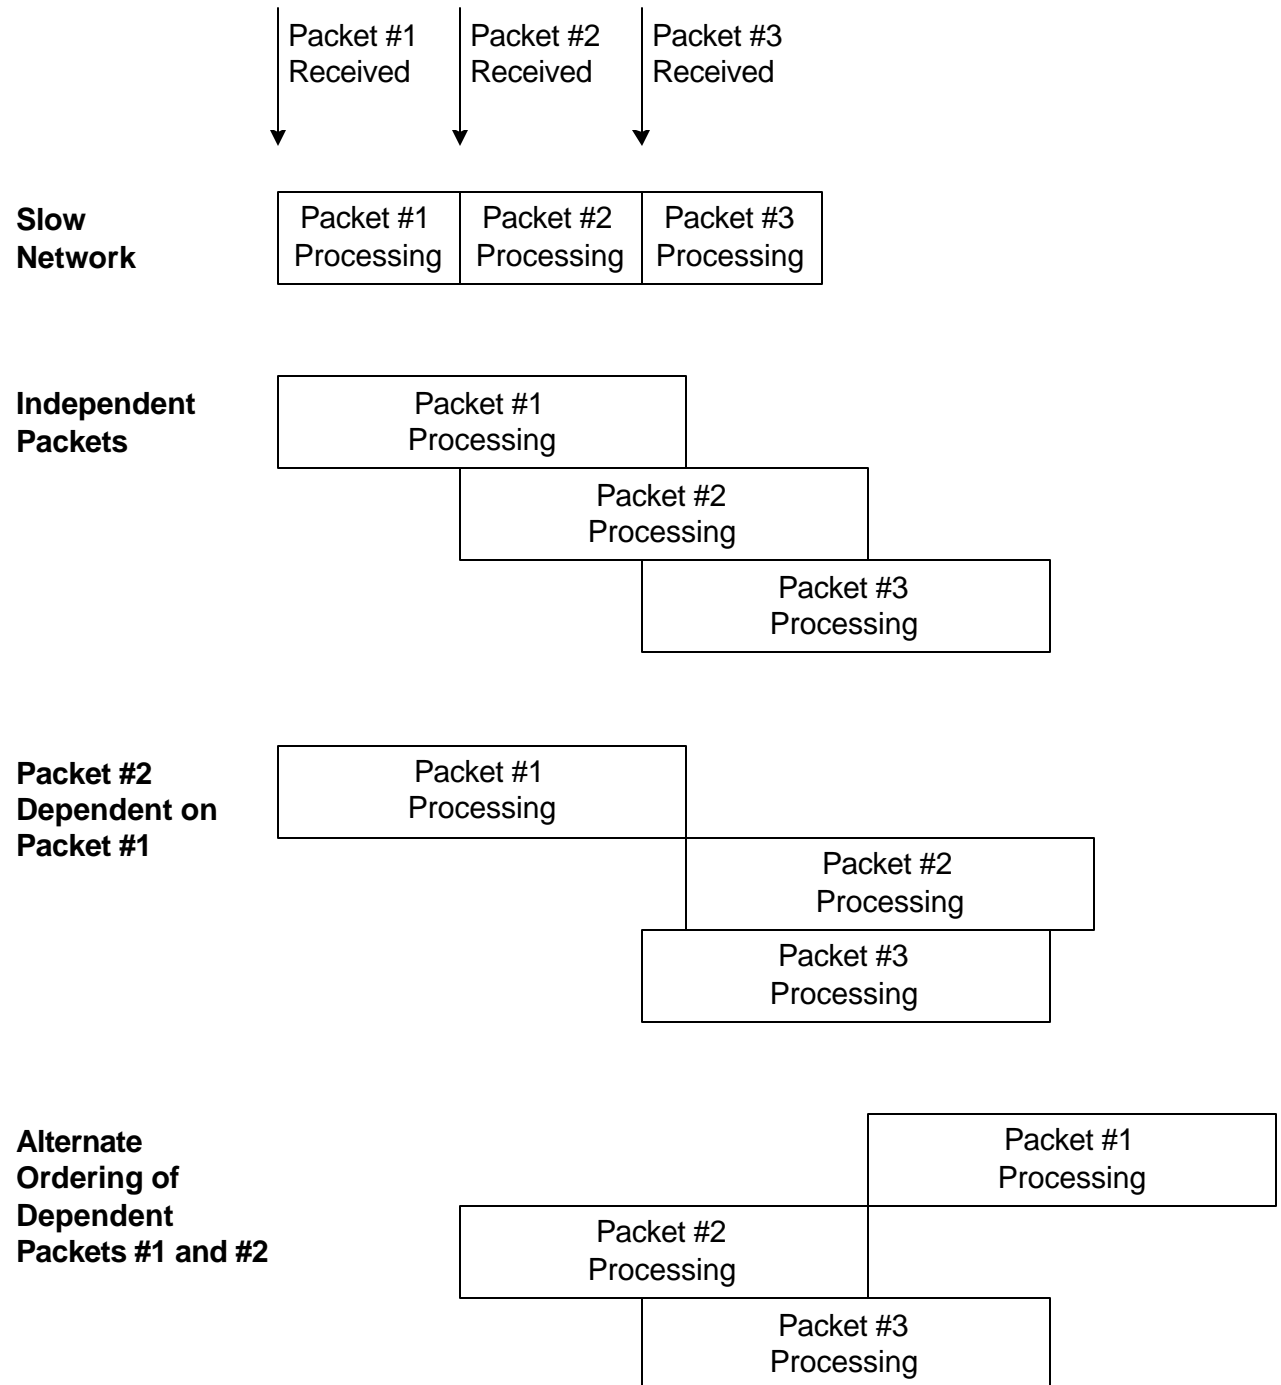 Packet #1
Received
Packet #2
Received
Packet #3
Received
Slow
Network
Packet #1
Processing
Packet #2
Processing
Packet #3
Processing
Independent
Packets
Packet #1
Processing
Packet #2
Processing
Packet #3
Processing
Packet #2
Dependent on
Packet #1
Packet #1
Processing
Packet #2
Processing
Packet #3
Processing
Alternate
Ordering of
Dependent
Packets #1 and #2
Packet #1
Processing
Packet #2
Processing
Packet #3
Processing